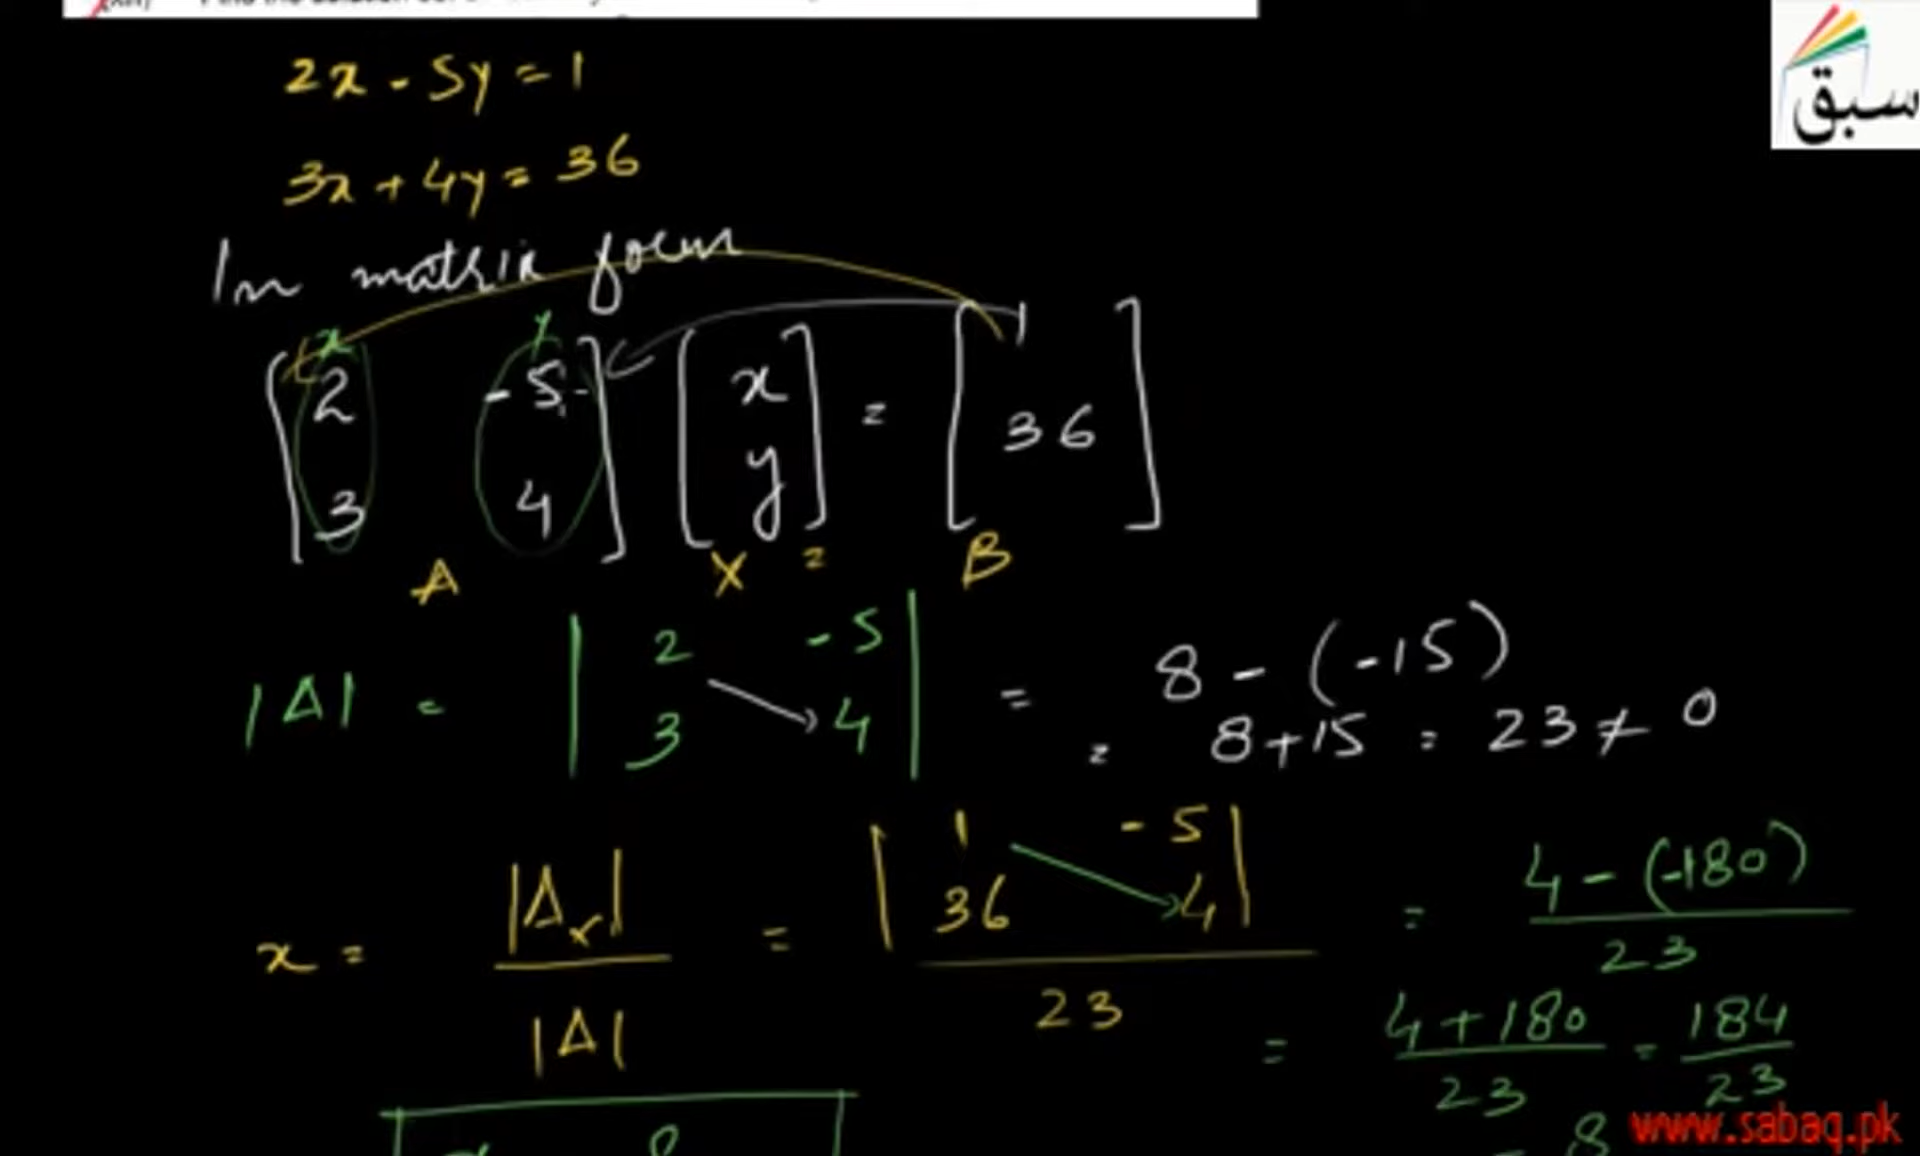 2x - 5y = 1
سبق
3x + 4y = 36
In matrix form
x y
[2 -5 3 4] [x y] = [1 36]
A X = B
|A| = |2 -5 3 4| = 8 - (-15)
= 8 + 15 = 23 ≠ 0
x = |Ax| / |A| = |1 -5 36 4| / 23 = 4 - (-180) / 23
= 4 + 180 / 23 = 184 / 23
= 8
www.sabaq.pk